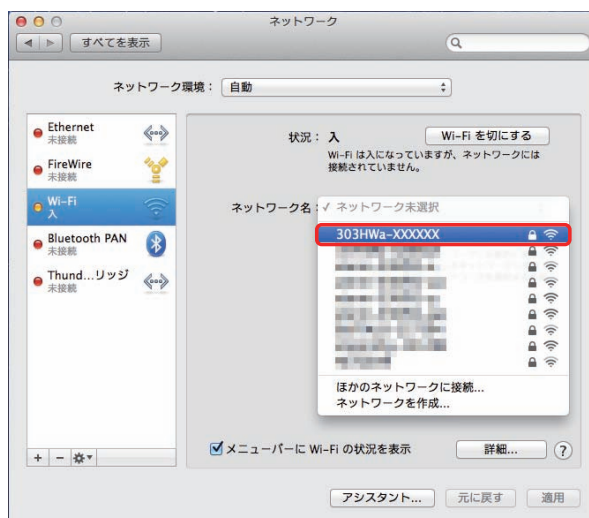 ネットワーク
すべてを表示
ネットワーク環境： 自動
Ethernet
未接続
FireWire
未接続
Wi-Fi
入
Bluetooth PAN
未接続
Thund...リッジ
未接続
状況： 入
Wi-Fi を切にする
Wi-Fi は入になっていますが、ネットワークには
接続されていません。
ネットワーク名： ✓ ネットワーク未選択
303HWa-XXXXXX
ほかのネットワークに接続...
ネットワークを作成...
メニューバーに Wi-Fi の状況を表示
詳細...
?
+ −
アシスタント...
元に戻す
適用